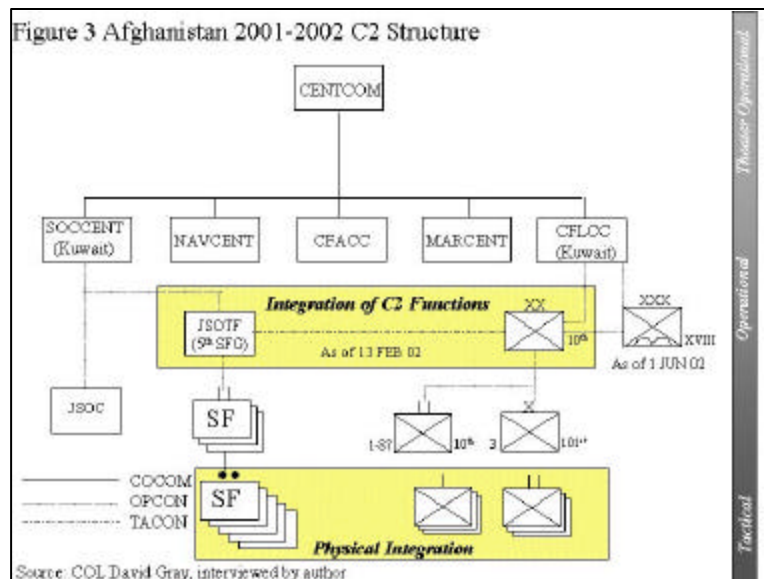 Figure 3 Afghanistan 2001-2002 C2 Structure
CENTCOM
SOCCENT
(Kuwait)
NAVCENT
CFACC
MARCENT
CFLCC
(Kuwait)
Integration of C2 Functions
JSOTF
(5th SFG)
As of 13 FEB 02
XX
10th
XXX
XVIII
As of 1 JUN 02
JSOC
SF
1-87
10th
X
3
101st
COCOM
OPCON
TACON
SF
Physical Integration
Source: COL David Gray, interviewed by author
Theater Operational
Operational
Tactical